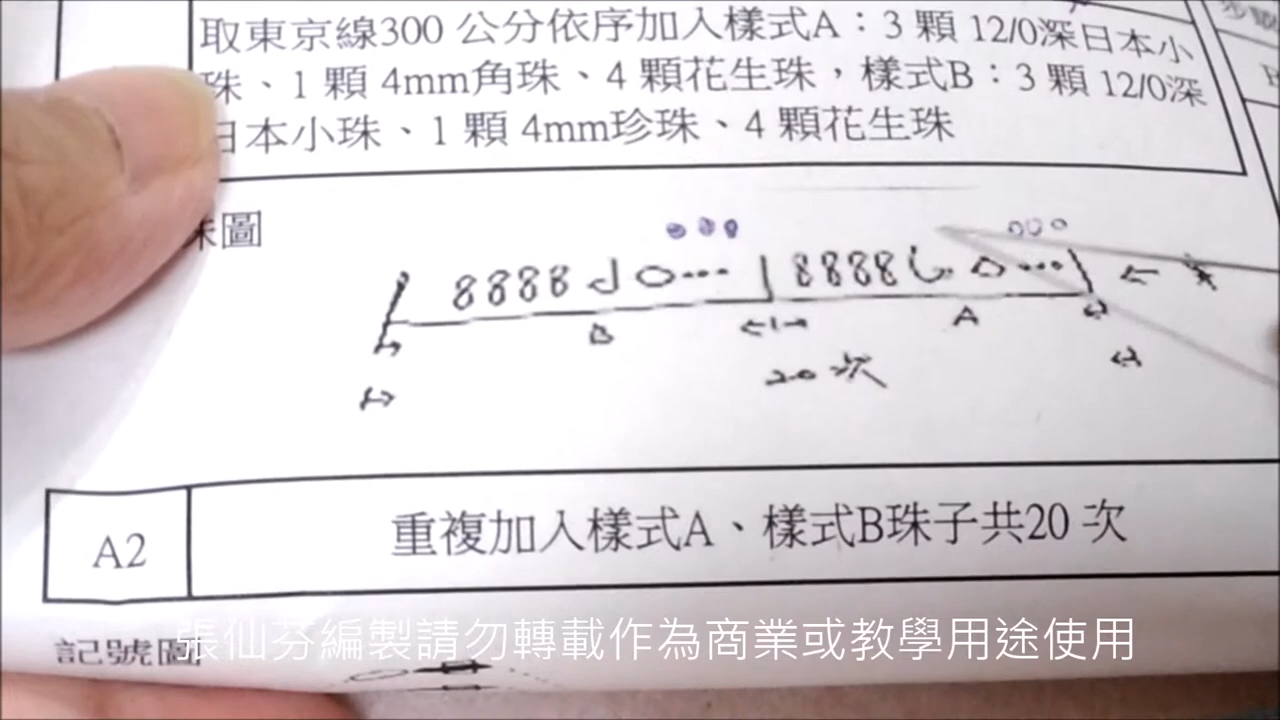 取東京線300 公分依序加入樣式A：3 顆 12/0深日本小
珠、1 顆 4mm角珠、4 顆花生珠，樣式B：3 顆 12/0深
日本小珠、1 顆 4mm珍珠、4 顆花生珠
圖
8888
8888
B
A
20 次
A2
重複加入樣式A、樣式B珠子共20 次
記號圖
張仙芬編製請勿轉載作為商業或教學用途使用